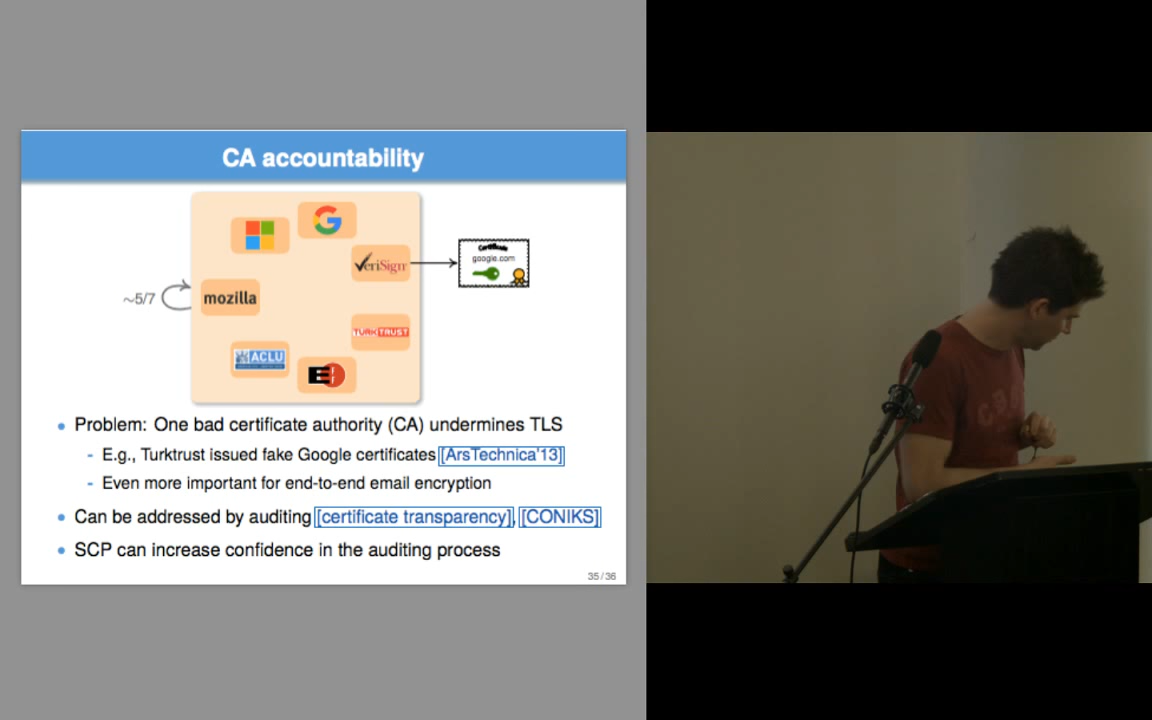 CA accountability
G
VeriSign
Certificate
google.com
~5/7
mozilla
TURKTRUST
ACLU
E
• Problem: One bad certificate authority (CA) undermines TLS
- E.g., Turktrust issued fake Google certificates [ArsTechnica'13]
- Even more important for end-to-end email encryption
• Can be addressed by auditing [certificate transparency], [CONIKS]
• SCP can increase confidence in the auditing process
35/36